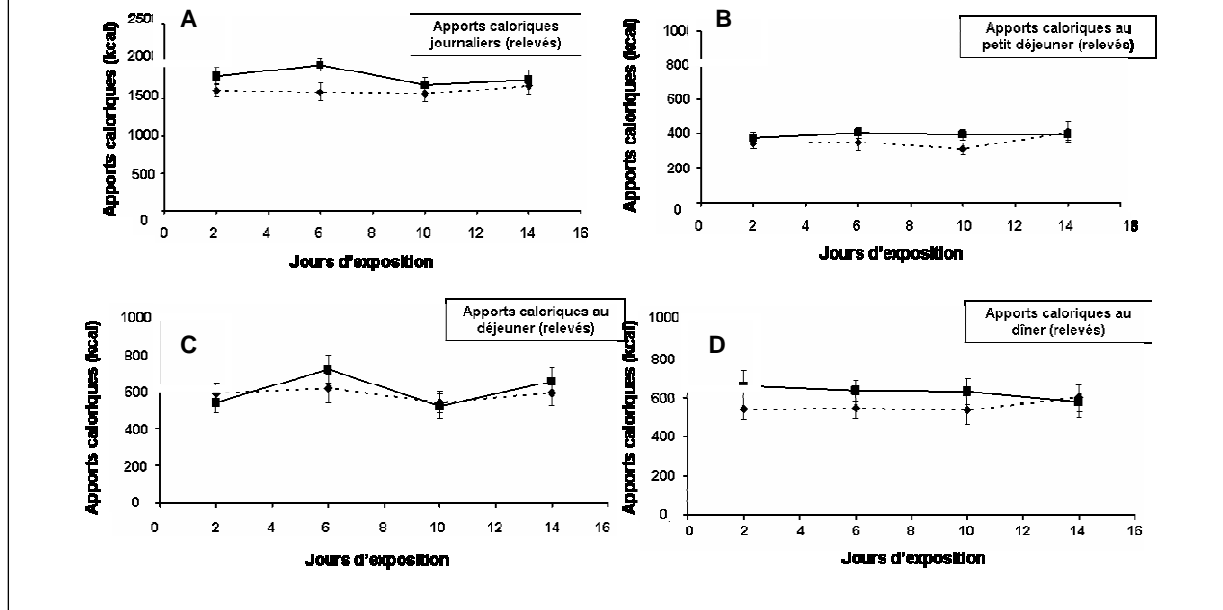 A
Apports caloriques
journaliers (relevés)
Apports caloriques (kcal)
250
200
1500
1000
500
0
0 2 4 6 8 10 12 14 16
Jours d'exposition
B
Apports caloriques au
petit déjeuner (relevés)
Apports caloriques (kcal)
100
800
600
400
200
0
0 2 4 6 8 10 12 14 16
Jours d'exposition
C
Apports caloriques au
déjeuner (relevés)
Apports caloriques (kcal)
1000
800
600
400
200
0
0 2 4 6 8 10 12 14 16
Jours d'exposition
D
Apports caloriques au
dîner (relevés)
Apports caloriques (kcal)
1000
800
600
400
200
0
0 2 4 6 8 10 12 14 16
Jours d'exposition